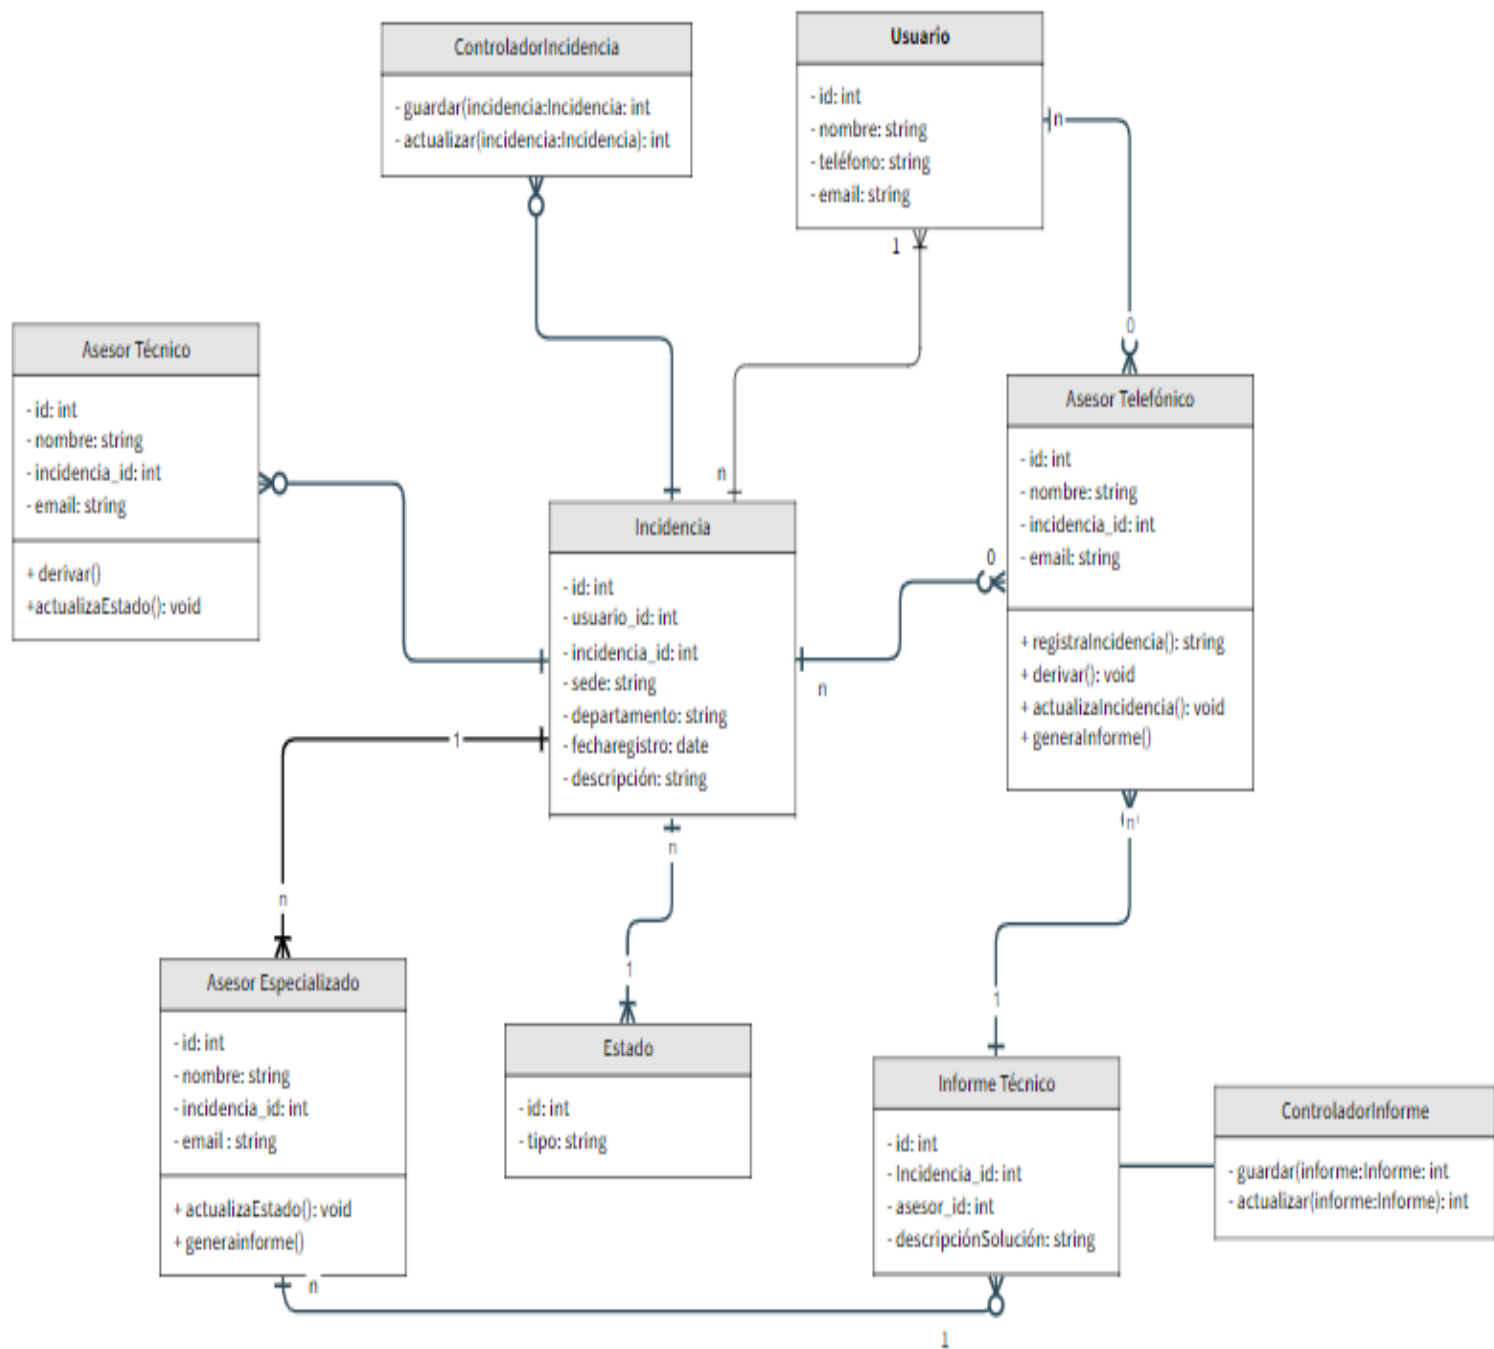 ControladorIncidencia
- guardar(incidencia:Incidencia: int
- actualizar(incidencia:Incidencia): int
Usuario
- id: int
- nombre: string
- teléfono: string
- email: string
n
1
0
Asesor Técnico
- id: int
- nombre: string
- incidencia_id: int
- email: string
+ derivar()
+actualizaEstado(): void
n
Incidencia
- id: int
- usuario_id: int
- incidencia_id: int
- sede: string
- departamento: string
- fecharegistro: date
- descripción: string
0
n
1
n
n
1
Asesor Telefónico
- id: int
- nombre: string
- incidencia_id: int
- email: string
+ registraIncidencia(): string
+ derivar(): void
+ actualizaIncidencia(): void
+ generaInforme()
n
1
Asesor Especializado
- id: int
- nombre: string
- incidencia_id: int
- email : string
+ actualizaEstado(): void
+ generainforme()
n
1
Estado
- id: int
- tipo: string
Informe Técnico
- id: int
- Incidencia_id: int
- asesor_id: int
- descripciónSolución: string
ControladorInforme
- guardar(informe:Informe: int
- actualizar(informe:Informe): int